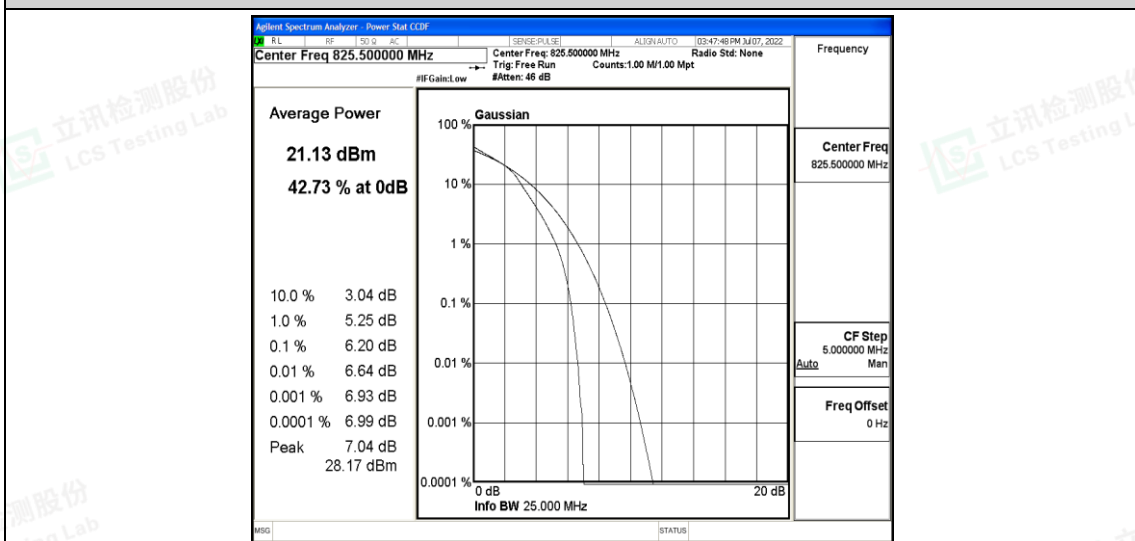 Agilent Spectrum Analyzer - Power Stat CCDF
RL RF 50 Ω AC SENSE:PULSE ALIGN AUTO 03:47:48 PM Jul 07, 2022
Center Freq 825.500000 MHz
Center Freq: 825.500000 MHz Radio Std: None
Trig: Free Run Counts:1.00 M/1.00 Mpt
#IFGain:Low #Atten: 46 dB
Frequency
Average Power
21.13 dBm
42.73 % at 0dB
10.0 % 3.04 dB
1.0 % 5.25 dB
0.1 % 6.20 dB
0.01 % 6.64 dB
0.001 % 6.93 dB
0.0001 % 6.99 dB
Peak 7.04 dB
28.17 dBm
Gaussian
100 %
10 %
1 %
0.1 %
0.01 %
0.001 %
0.0001 %
0 dB 20 dB
Info BW 25.000 MHz
Center Freq
825.500000 MHz
CF Step
5.000000 MHz
Auto Man
Freq Offset
0 Hz
MSG STATUS
立讯检测股份
LCS Testing Lab
立讯检测股份
LCS Testing L
测股份